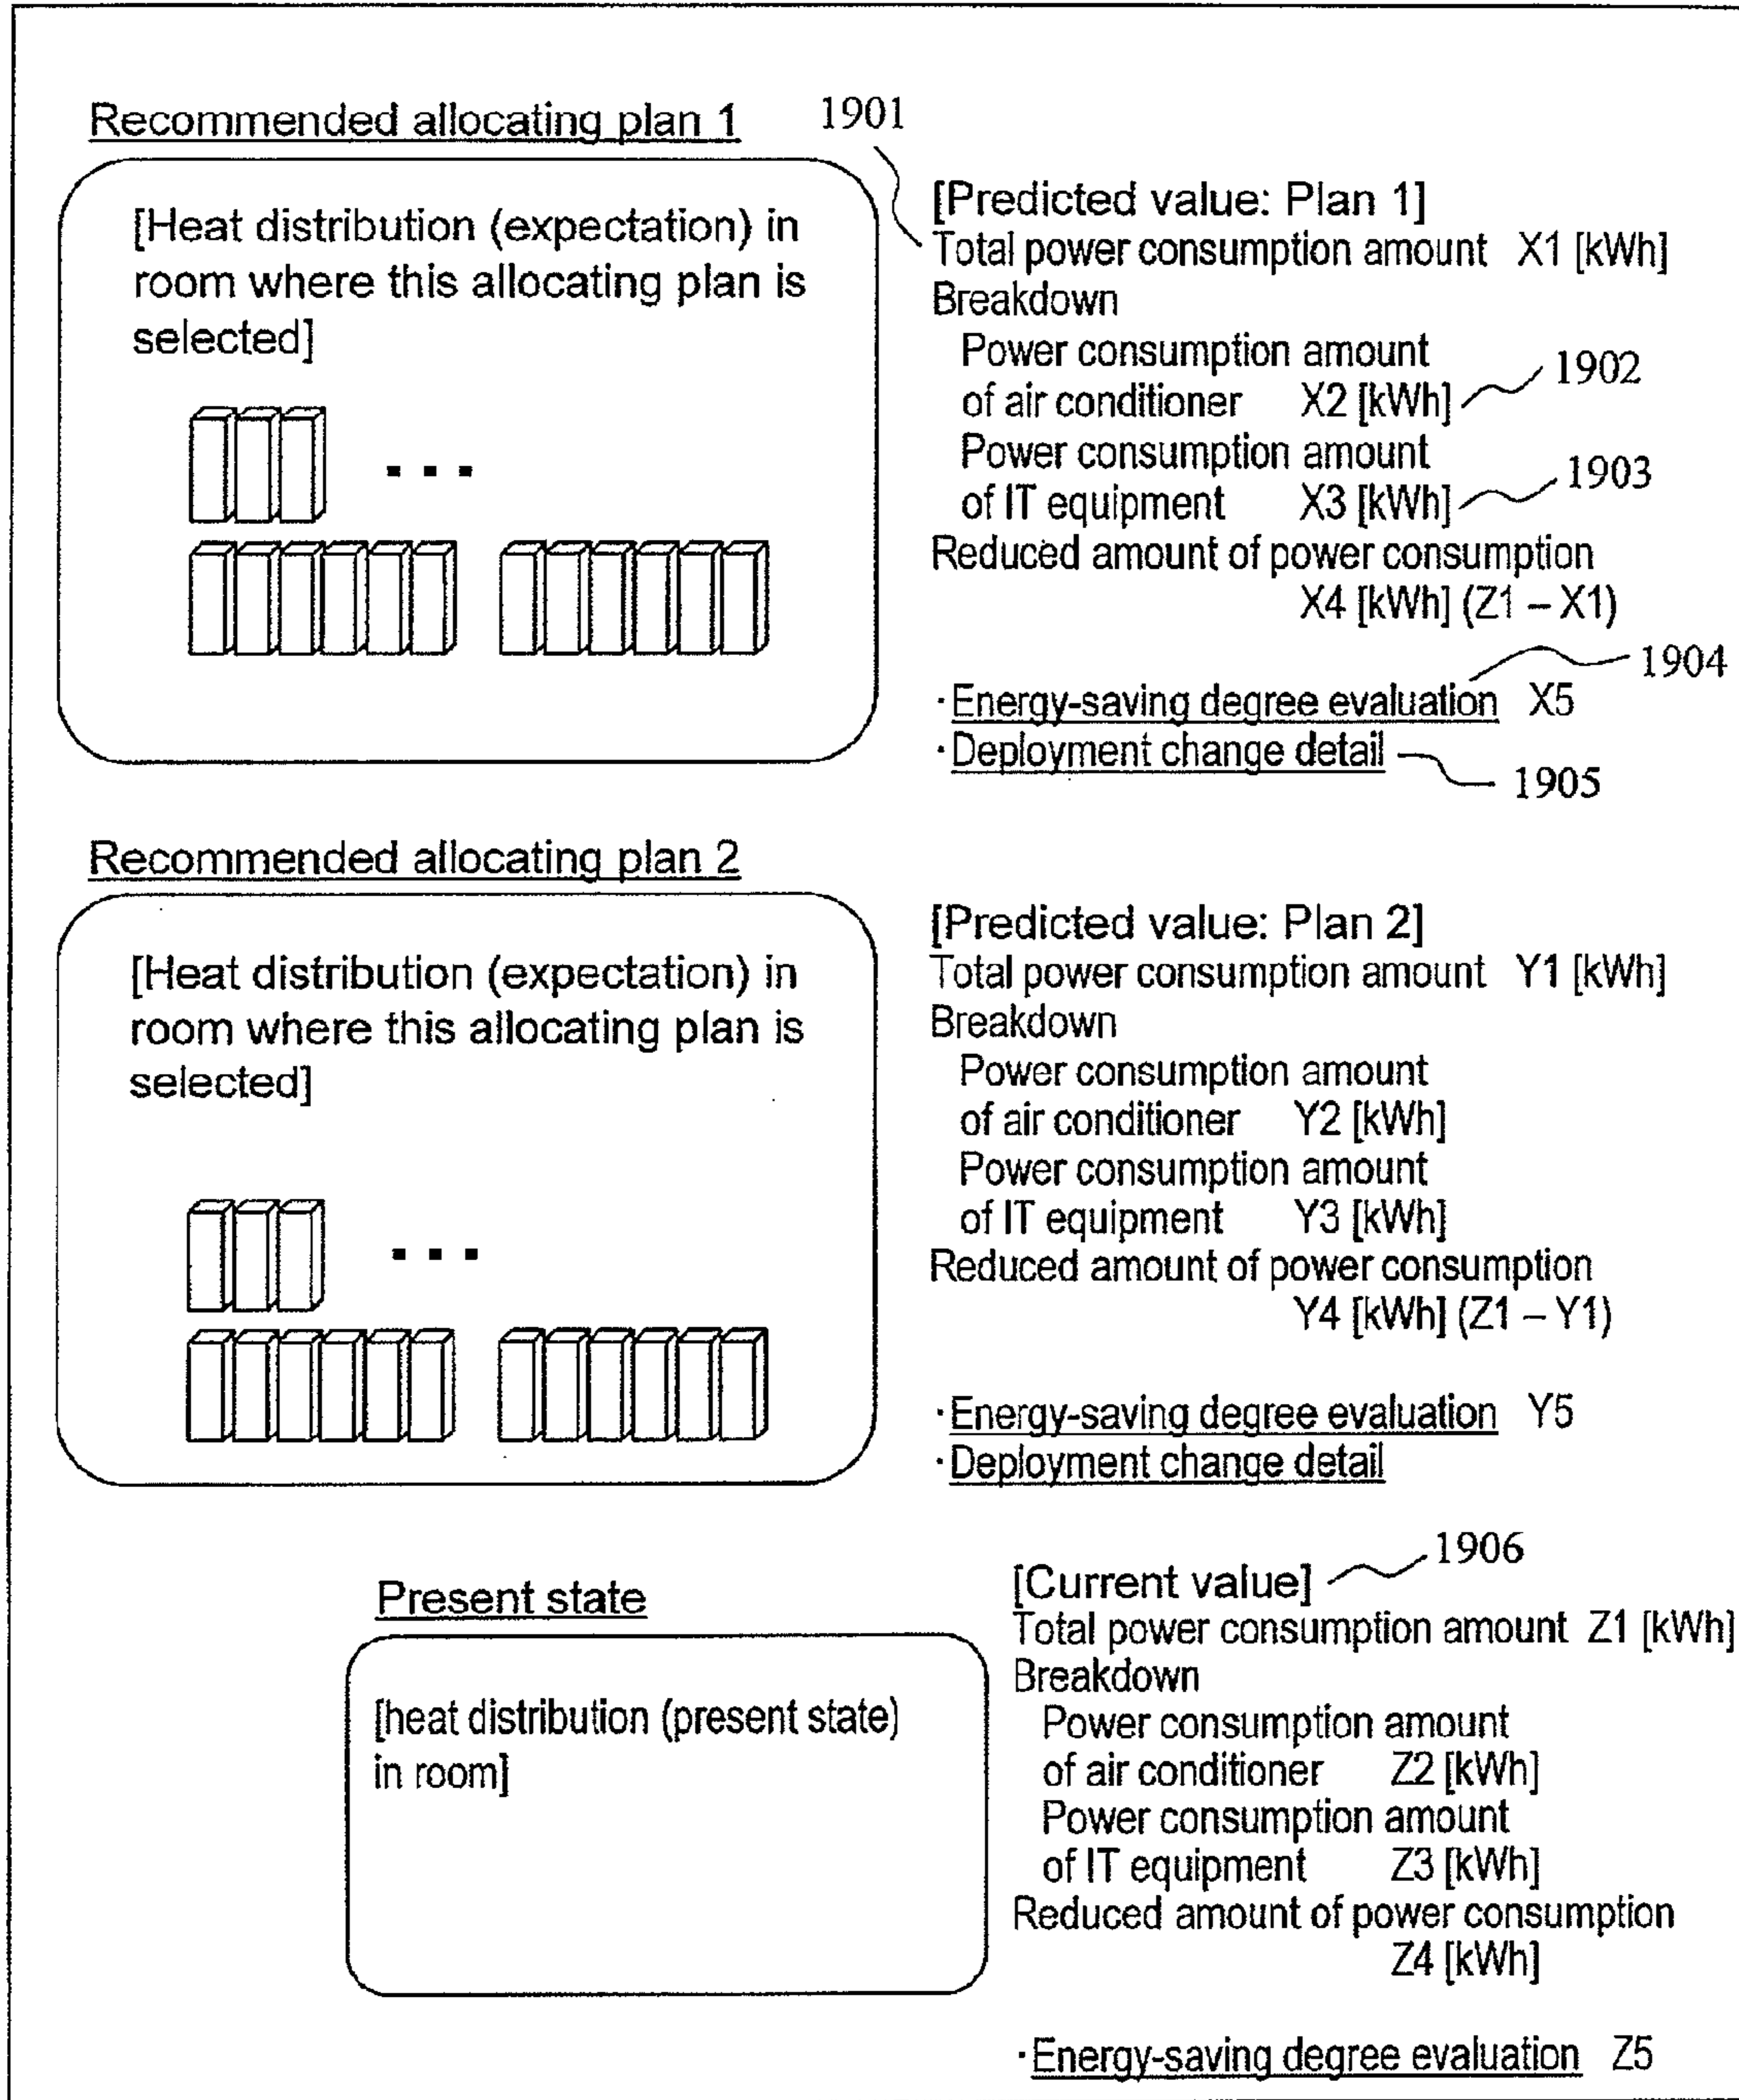 Recommended allocating plan 1
1901
[Heat distribution (expectation) in
room where this allocating plan is
selected]
. . .
[Predicted value: Plan 1]
Total power consumption amount X1 [kWh]
Breakdown
Power consumption amount
of air conditioner X2 [kWh]
1902
Power consumption amount
of IT equipment X3 [kWh]
1903
Reduced amount of power consumption
X4 [kWh] (Z1 – X1)
1904
·Energy-saving degree evaluation X5
·Deployment change detail
1905
Recommended allocating plan 2
[Heat distribution (expectation) in
room where this allocating plan is
selected]
. . .
[Predicted value: Plan 2]
Total power consumption amount Y1 [kWh]
Breakdown
Power consumption amount
of air conditioner Y2 [kWh]
Power consumption amount
of IT equipment Y3 [kWh]
Reduced amount of power consumption
Y4 [kWh] (Z1 – Y1)
·Energy-saving degree evaluation Y5
·Deployment change detail
Present state
[heat distribution (present state)
in room]
1906
[Current value]
Total power consumption amount Z1 [kWh]
Breakdown
Power consumption amount
of air conditioner Z2 [kWh]
Power consumption amount
of IT equipment Z3 [kWh]
Reduced amount of power consumption
Z4 [kWh]
·Energy-saving degree evaluation Z5